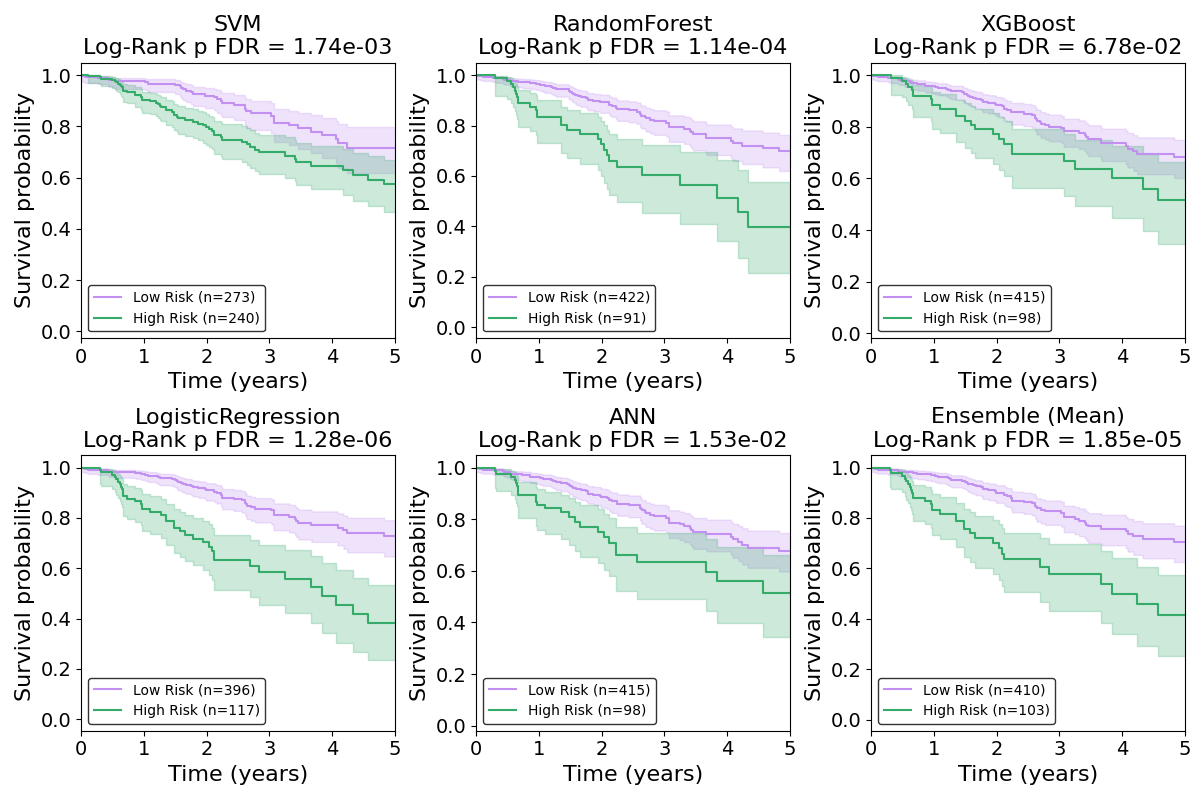 SVM
Log-Rank p FDR = 1.74e-03
Survival probability
1.0
0.8
0.6
0.4
0.2
0.0
Low Risk (n=273)
High Risk (n=240)
0 1 2 3 4 5
Time (years)
RandomForest
Log-Rank p FDR = 1.14e-04
Survival probability
1.0
0.8
0.6
0.4
0.2
0.0
Low Risk (n=422)
High Risk (n=91)
0 1 2 3 4 5
Time (years)
XGBoost
Log-Rank p FDR = 6.78e-02
Survival probability
1.0
0.8
0.6
0.4
0.2
0.0
Low Risk (n=415)
High Risk (n=98)
0 1 2 3 4 5
Time (years)
LogisticRegression
Log-Rank p FDR = 1.28e-06
Survival probability
1.0
0.8
0.6
0.4
0.2
0.0
Low Risk (n=396)
High Risk (n=117)
0 1 2 3 4 5
Time (years)
ANN
Log-Rank p FDR = 1.53e-02
Survival probability
1.0
0.8
0.6
0.4
0.2
0.0
Low Risk (n=415)
High Risk (n=98)
0 1 2 3 4 5
Time (years)
Ensemble (Mean)
Log-Rank p FDR = 1.85e-05
Survival probability
1.0
0.8
0.6
0.4
0.2
0.0
Low Risk (n=410)
High Risk (n=103)
0 1 2 3 4 5
Time (years)